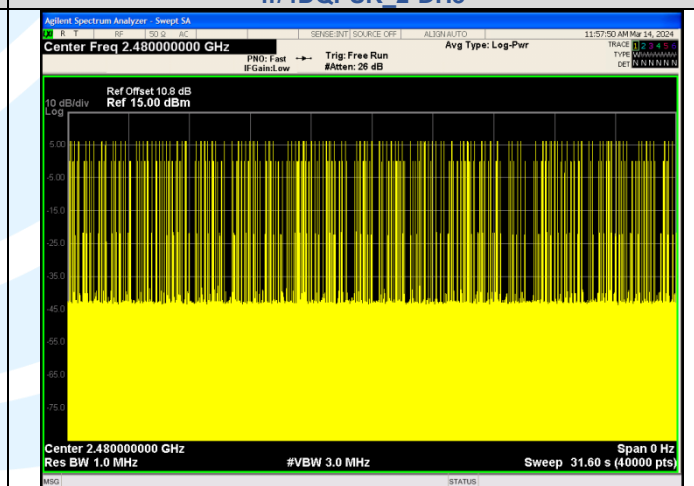 Agilent Spectrum Analyzer - Swept SA
R T RF 50 Ω AC SENSE:INT SOURCE OFF ALIGN AUTO 11:57:50 AM Mar 14, 2024
Center Freq 2.480000000 GHz
Avg Type: Log-Pwr
TRACE 1 2 3 4 5 6
PNO: Fast Trig: Free Run
TYPE
IFGain:Low #Atten: 26 dB
DET N N N N N N
Ref Offset 10.8 dB
10 dB/div Ref 15.00 dBm
Log
5.00
-5.00
-15.0
-25.0
-35.0
-45.0
-55.0
-65.0
-75.0
Center 2.480000000 GHz Span 0 Hz
Res BW 1.0 MHz #VBW 3.0 MHz Sweep 31.60 s (40000 pts)
MSG STATUS